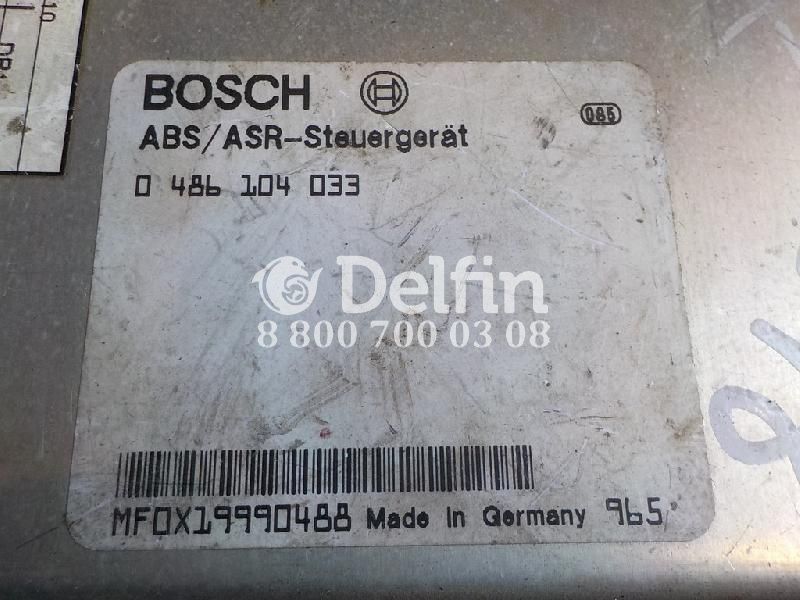 BOSCH
085
ABS/ASR-Steuergerät
0 486 104 033
Delfin
8 800 700 03 08
MF0X19990488 Made in Germany 965